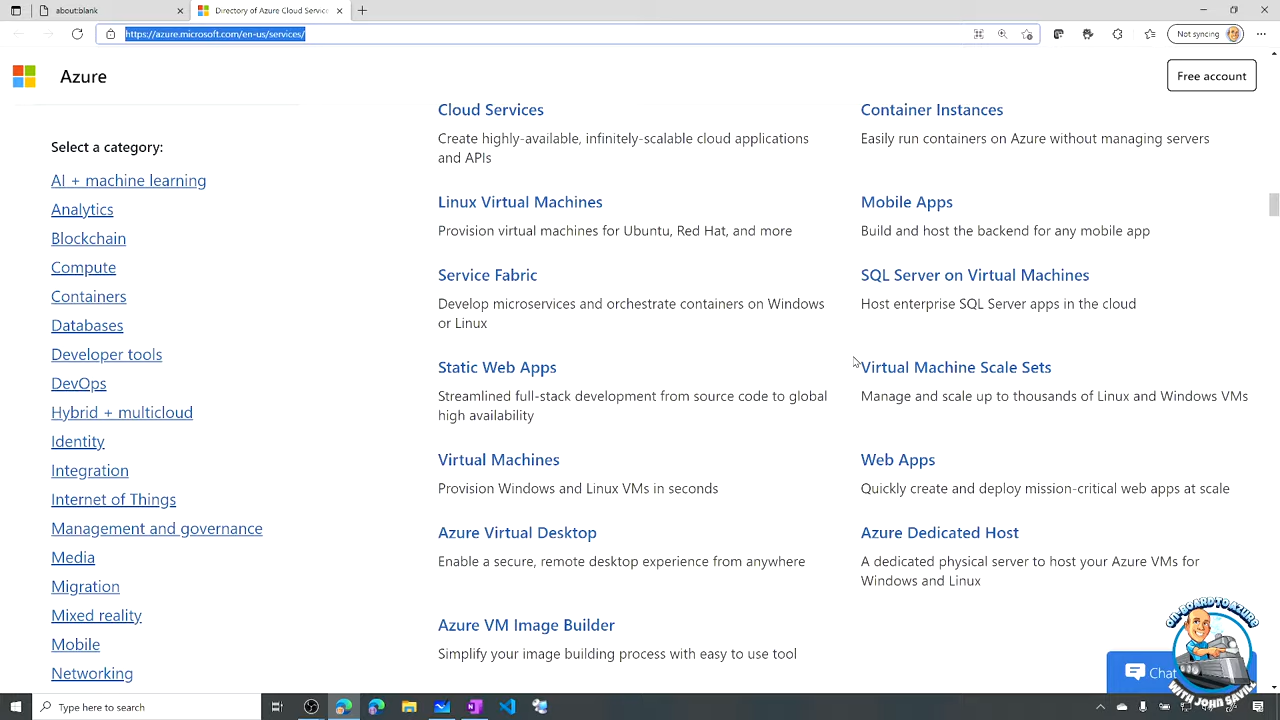 about:blank
Directory of Azure Cloud Service
https://azure.microsoft.com/en-us/services/
Not syncing
Azure
Free account
Select a category:
AI + machine learning
Analytics
Blockchain
Compute
Containers
Databases
Developer tools
DevOps
Hybrid + multicloud
Identity
Integration
Internet of Things
Management and governance
Media
Migration
Mixed reality
Mobile
Networking
Cloud Services
Create highly-available, infinitely-scalable cloud applications
and APIs
Container Instances
Easily run containers on Azure without managing servers
Linux Virtual Machines
Provision virtual machines for Ubuntu, Red Hat, and more
Mobile Apps
Build and host the backend for any mobile app
Service Fabric
Develop microservices and orchestrate containers on Windows
or Linux
SQL Server on Virtual Machines
Host enterprise SQL Server apps in the cloud
Static Web Apps
Streamlined full-stack development from source code to global
high availability
Virtual Machine Scale Sets
Manage and scale up to thousands of Linux and Windows VMs
Virtual Machines
Provision Windows and Linux VMs in seconds
Web Apps
Quickly create and deploy mission-critical web apps at scale
Azure Virtual Desktop
Enable a secure, remote desktop experience from anywhere
Azure Dedicated Host
A dedicated physical server to host your Azure VMs for
Windows and Linux
Azure VM Image Builder
Simplify your image building process with easy to use tool
Chat
ON-BOARD TO AZURE
WITH JOHN SAVILL
Type here to search